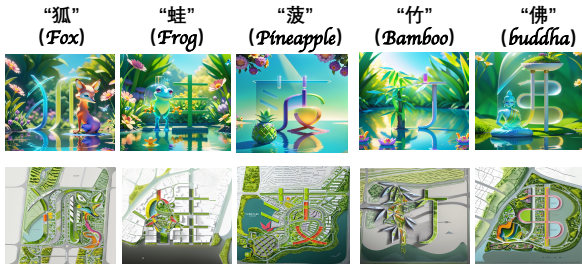 “狐” “蛙” “菠” “竹” “佛”
(Fox) (Frog) (Pineapple) (Bamboo) (buddha)